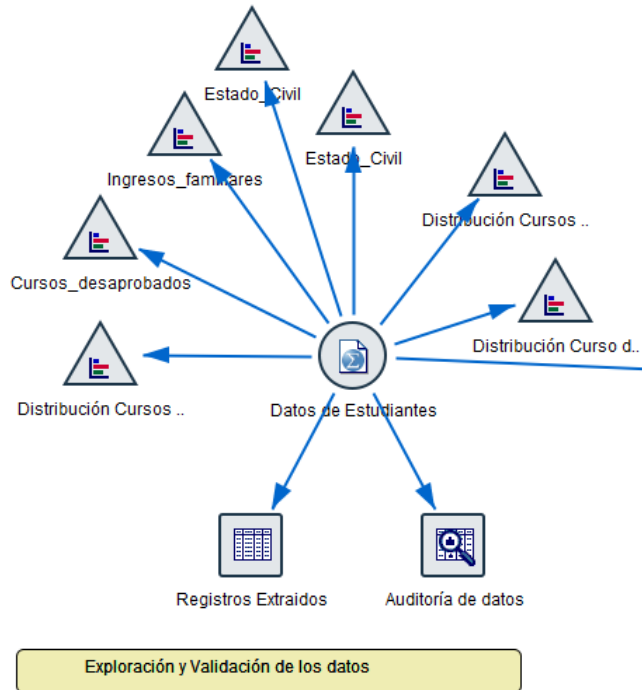 Estado_Civil
Estado_Civil
Ingresos_familares
Distribución Cursos ..
Cursos_desaprobados
Distribución Curso d..
Distribución Cursos ..
Datos de Estudiantes
Registros Extraidos
Auditoría de datos
Exploración y Validación de los datos